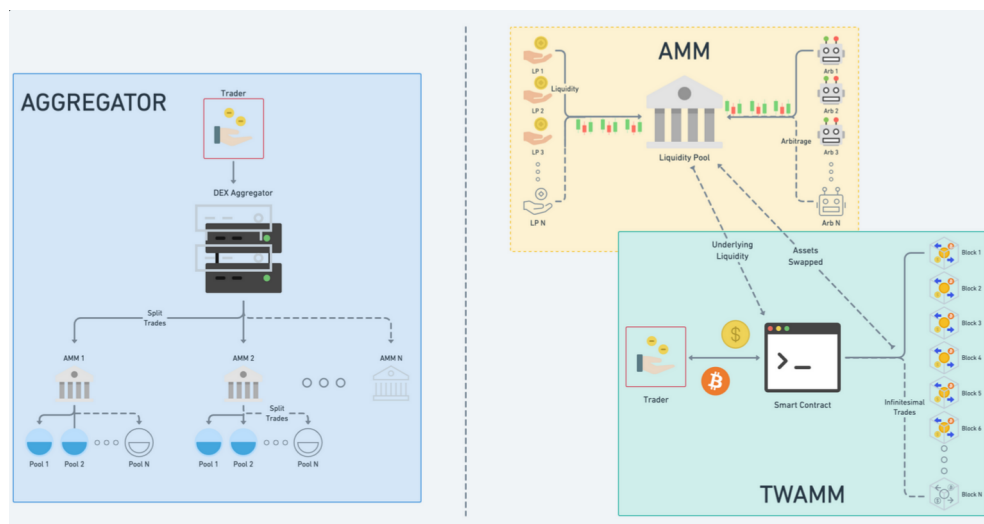 AGGREGATOR
Trader
DEX Aggregator
Split
Trades
AMM 1
AMM 2
AMM N
Split
Trades
Pool 1
Pool 2
Pool N
Pool 1
Pool 2
Pool N
AMM
LP 1
LP 2
LP 3
LP N
Liquidity
Liquidity Pool
Arbitrage
Arb 1
Arb 2
Arb 3
Arb N
Underlying
Liquidity
Assets
Swapped
Trader
$
₿
Smart Contract
Infinitesimal
Trades
Block 1
Block 2
Block 3
Block 4
Block 5
Block 6
Block N
TWAMM